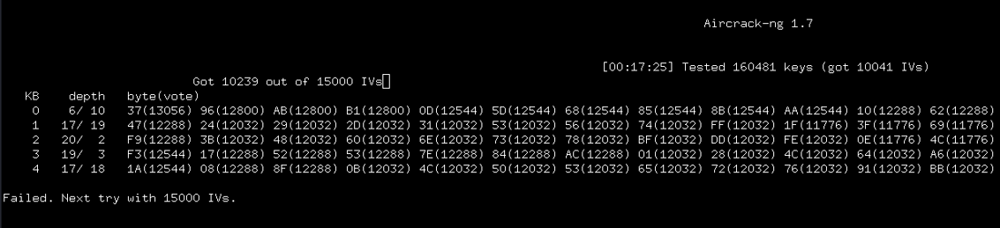 Aircrack-ng 1.7
[00:17:25] Tested 160481 keys (got 10041 IVs)
Got 10239 out of 15000 IVs
KB depth byte(vote)
0 6/ 10 37(13056) 96(12800) AB(12800) B1(12800) 0D(12544) 5D(12544) 68(12544) 85(12544) 8B(12544) AA(12544) 10(12288) 62(12288)
1 17/ 19 47(12288) 24(12032) 29(12032) 2D(12032) 31(12032) 53(12032) 56(12032) 74(12032) FF(12032) 1F(11776) 3F(11776) 69(11776)
2 20/ 2 F9(12288) 3B(12032) 48(12032) 60(12032) 6E(12032) 73(12032) 78(12032) BF(12032) DD(12032) FE(12032) 0E(11776) 4C(11776)
3 19/ 3 F3(12544) 17(12288) 52(12288) 53(12288) 7E(12288) 84(12288) AC(12288) 01(12032) 28(12032) 4C(12032) 64(12032) A6(12032)
4 17/ 18 1A(12544) 08(12288) 8F(12288) 0B(12032) 4C(12032) 50(12032) 53(12032) 65(12032) 72(12032) 76(12032) 91(12032) BB(12032)
Failed. Next try with 15000 IVs.